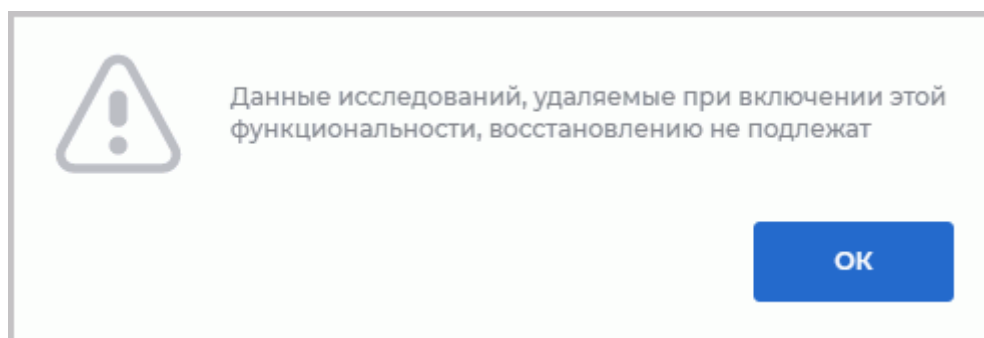 Данные исследований, удаляемые при включении этой
функциональности, восстановлению не подлежат
ОК